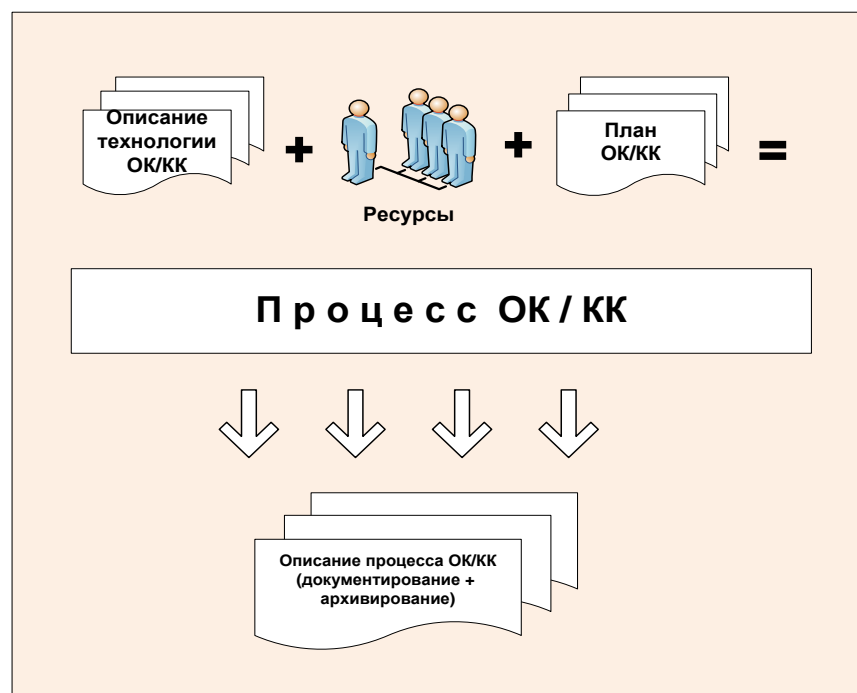 Описание
технологии
ОК/КК
+
Ресурсы
+
План
ОК/КК
=
П р о ц е с с ОК / КК
Описание процесса ОК/КК
(документирование +
архивирование)